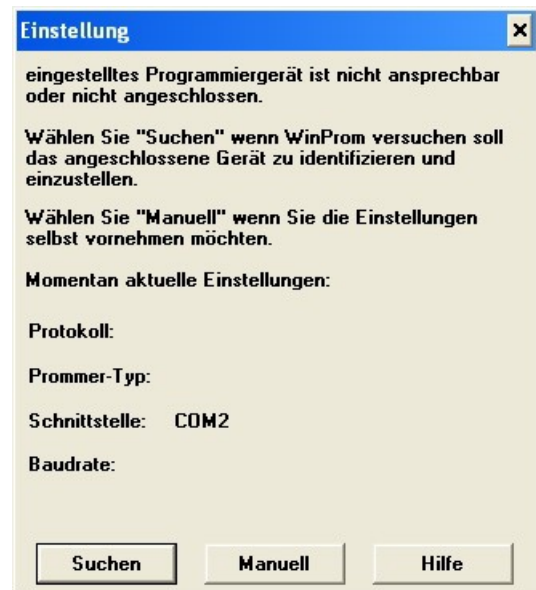 Einstellung
eingestelltes Programmiergerät ist nicht ansprechbar
oder nicht angeschlossen.
Wählen Sie "Suchen" wenn WinProm versuchen soll
das angeschlossene Gerät zu identifizieren und
einzustellen.
Wählen Sie "Manuell" wenn Sie die Einstellungen
selbst vornehmen möchten.
Momentan aktuelle Einstellungen:
Protokoll:
Prommer-Typ:
Schnittstelle: COM2
Baudrate:
Suchen Manuell Hilfe